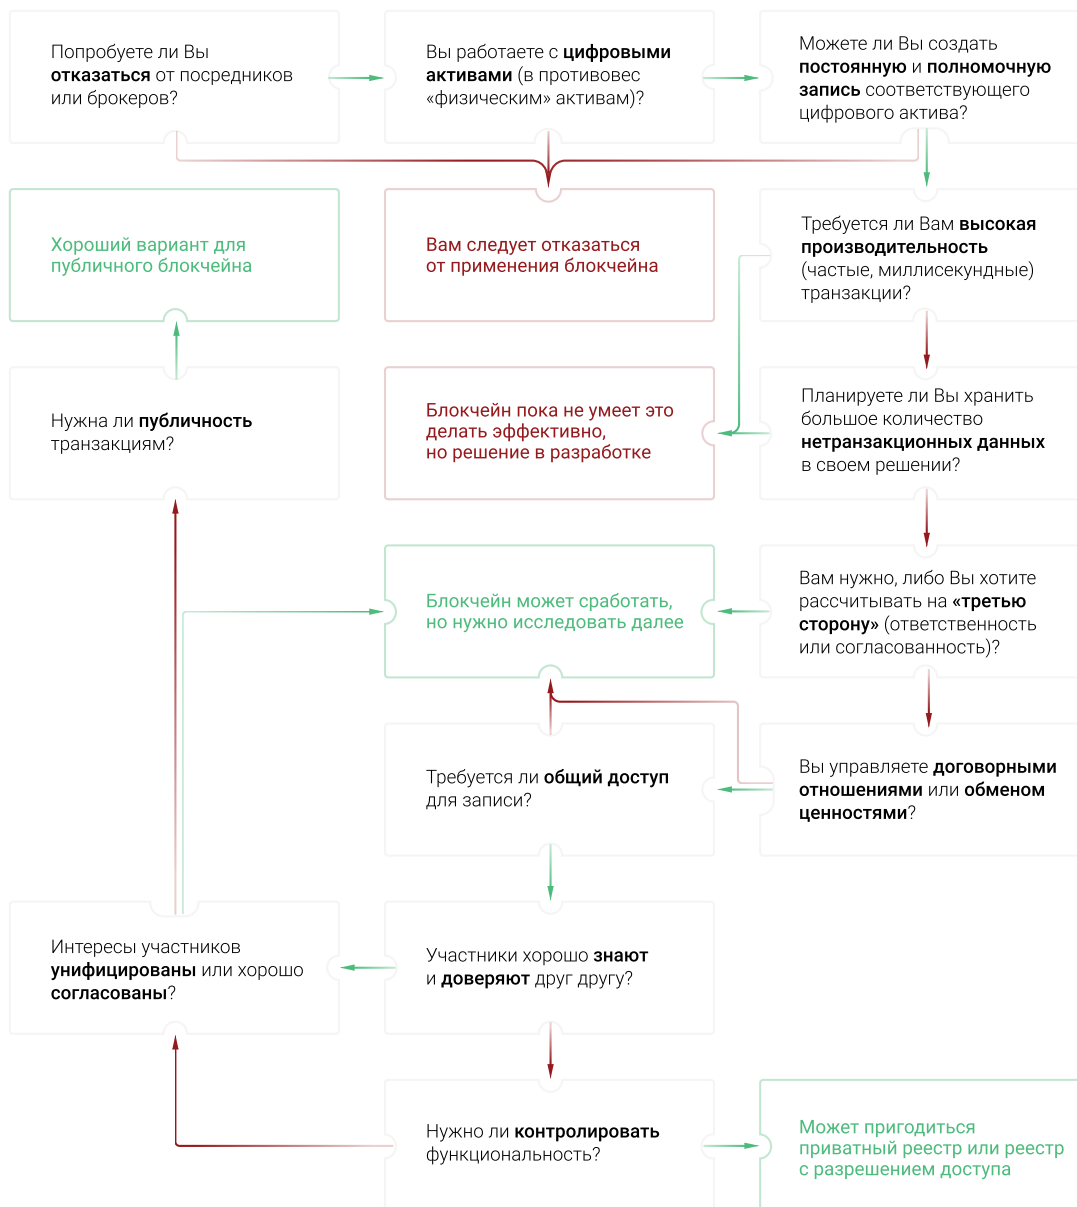 Попробуете ли Вы
отказаться от посредников
или брокеров?
Вы работаете с цифровыми
активами (в противовес
«физическим» активам)?
Можете ли Вы создать
постоянную и полномочную
запись соответствующего
цифрового актива?
Хороший вариант для
публичного блокчейна
Вам следует отказаться
от применения блокчейна
Требуется ли Вам высокая
производительность
(частые, миллисекундные)
транзакции?
Нужна ли публичность
транзакциям?
Блокчейн пока не умеет это
делать эффективно,
но решение в разработке
Планируете ли Вы хранить
большое количество
нетранзакционных данных
в своем решении?
Блокчейн может сработать,
но нужно исследовать далее
Вам нужно, либо Вы хотите
рассчитывать на «третью
сторону» (ответственность
или согласованность)?
Требуется ли общий доступ
для записи?
Вы управляете договорными
отношениями или обменом
ценностями?
Интересы участников
унифицированы или хорошо
согласованы?
Участники хорошо знают
и доверяют друг другу?
Нужно ли контролировать
функциональность?
Может пригодиться
приватный реестр или реестр
с разрешением доступа